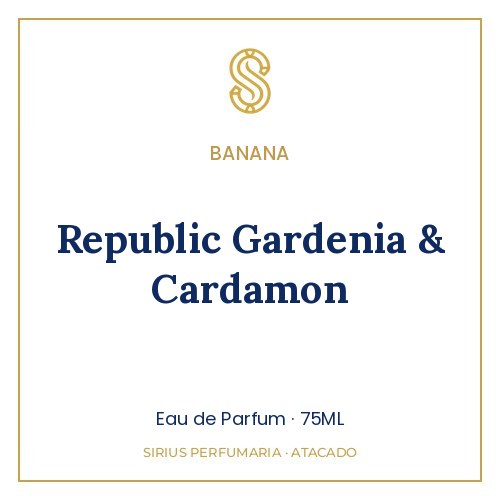 BANANA
Republic Gardenia &
Cardamon
Eau de Parfum · 75ML
SIRIUS PERFUMARIA · ATACADO